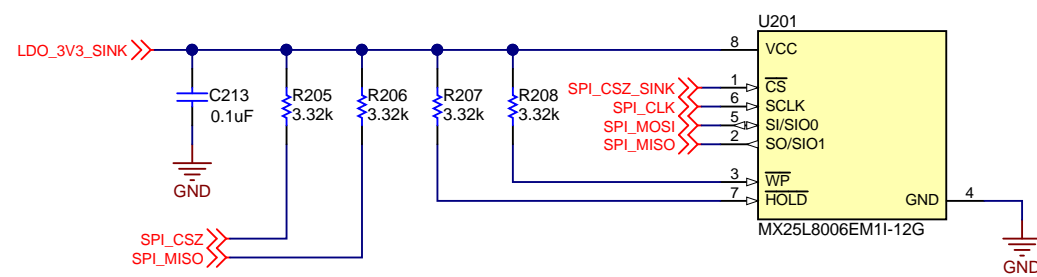 U201
LDO_3V3_SINK
8 VCC
SPI_CSZ_SINK 1 CS
C213 R205 R206 R207 R208
0.1uF 3.32k 3.32k 3.32k 3.32k
SPI_CLK 6 SCLK
SPI_MOSI 5 SI/SIO0
SPI_MISO 2 SO/SIO1
3 WP
GND
7 HOLD GND 4
MX25L8006EM1I-12G
SPI_CSZ
SPI_MISO
GND